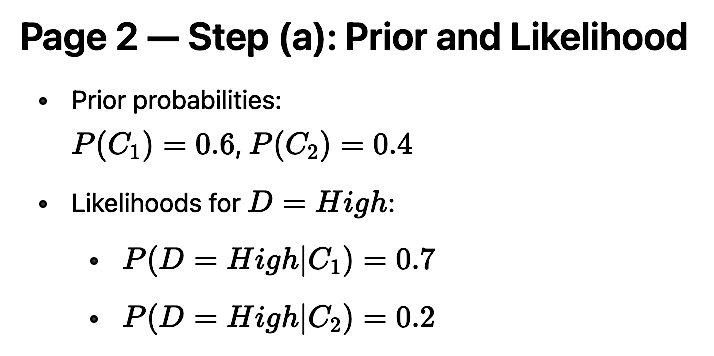 Page 2 — Step (a): Prior and Likelihood
• Prior probabilities:
P(C₁) = 0.6, P(C₂) = 0.4
• Likelihoods for D = High:
• P(D = High|C₁) = 0.7
• P(D = High|C₂) = 0.2